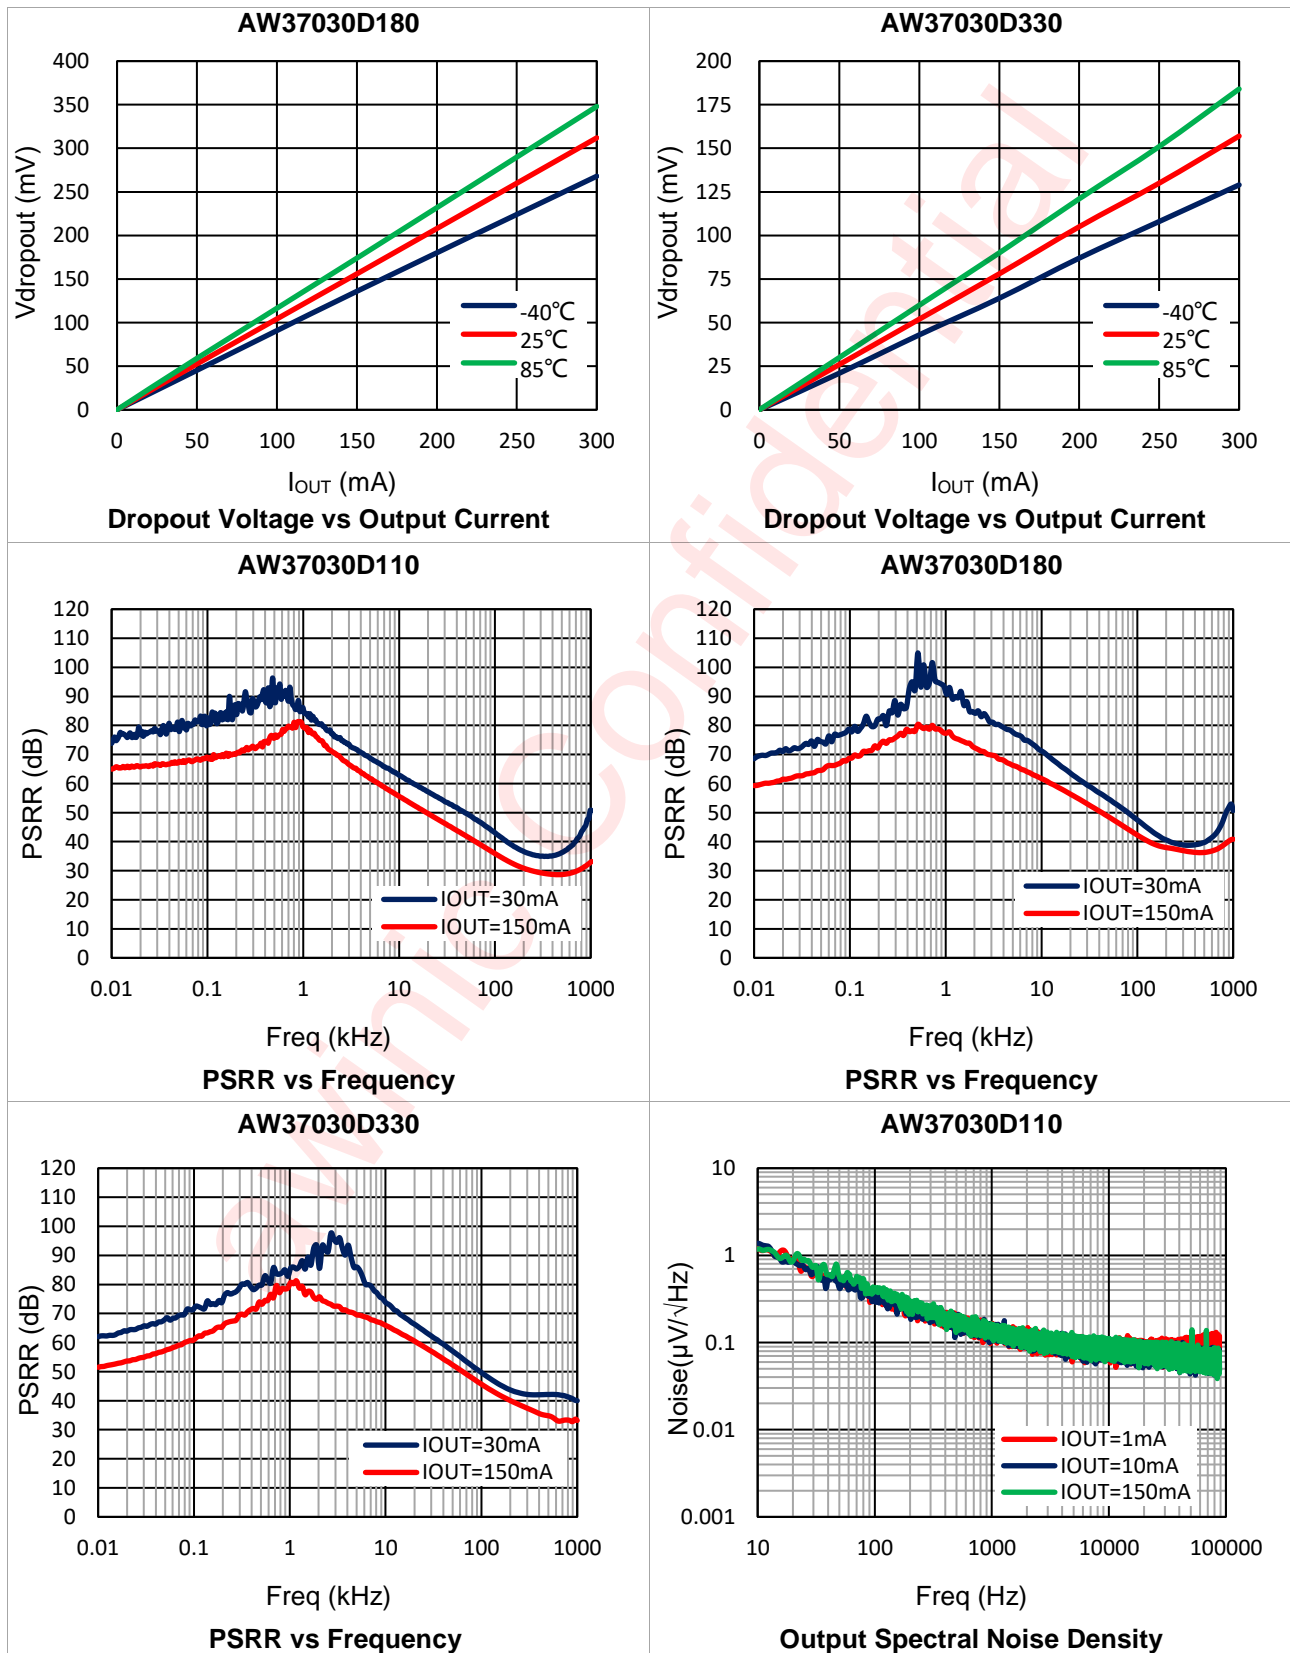 AW37030D180
Vdropout (mV)
400
350
300
250
200
150
100
50
0
-40℃
25℃
85℃
0 50 100 150 200 250 300
IOUT (mA)
Dropout Voltage vs Output Current
AW37030D330
Vdropout (mV)
200
175
150
125
100
75
50
25
0
-40℃
25℃
85℃
0 50 100 150 200 250 300
IOUT (mA)
Dropout Voltage vs Output Current
AW37030D110
PSRR (dB)
120
110
100
90
80
70
60
50
40
30
20
10
0
IOUT=30mA
IOUT=150mA
0.01 0.1 1 10 100 1000
Freq (kHz)
PSRR vs Frequency
AW37030D180
PSRR (dB)
120
110
100
90
80
70
60
50
40
30
20
10
0
IOUT=30mA
IOUT=150mA
0.01 0.1 1 10 100 1000
Freq (kHz)
PSRR vs Frequency
AW37030D330
PSRR (dB)
120
110
100
90
80
70
60
50
40
30
20
10
0
IOUT=30mA
IOUT=150mA
0.01 0.1 1 10 100 1000
Freq (kHz)
PSRR vs Frequency
AW37030D110
Noise(μV/√Hz)
10
1
0.1
0.01
0.001
IOUT=1mA
IOUT=10mA
IOUT=150mA
10 100 1000 10000 100000
Freq (Hz)
Output Spectral Noise Density
awinic Confidential